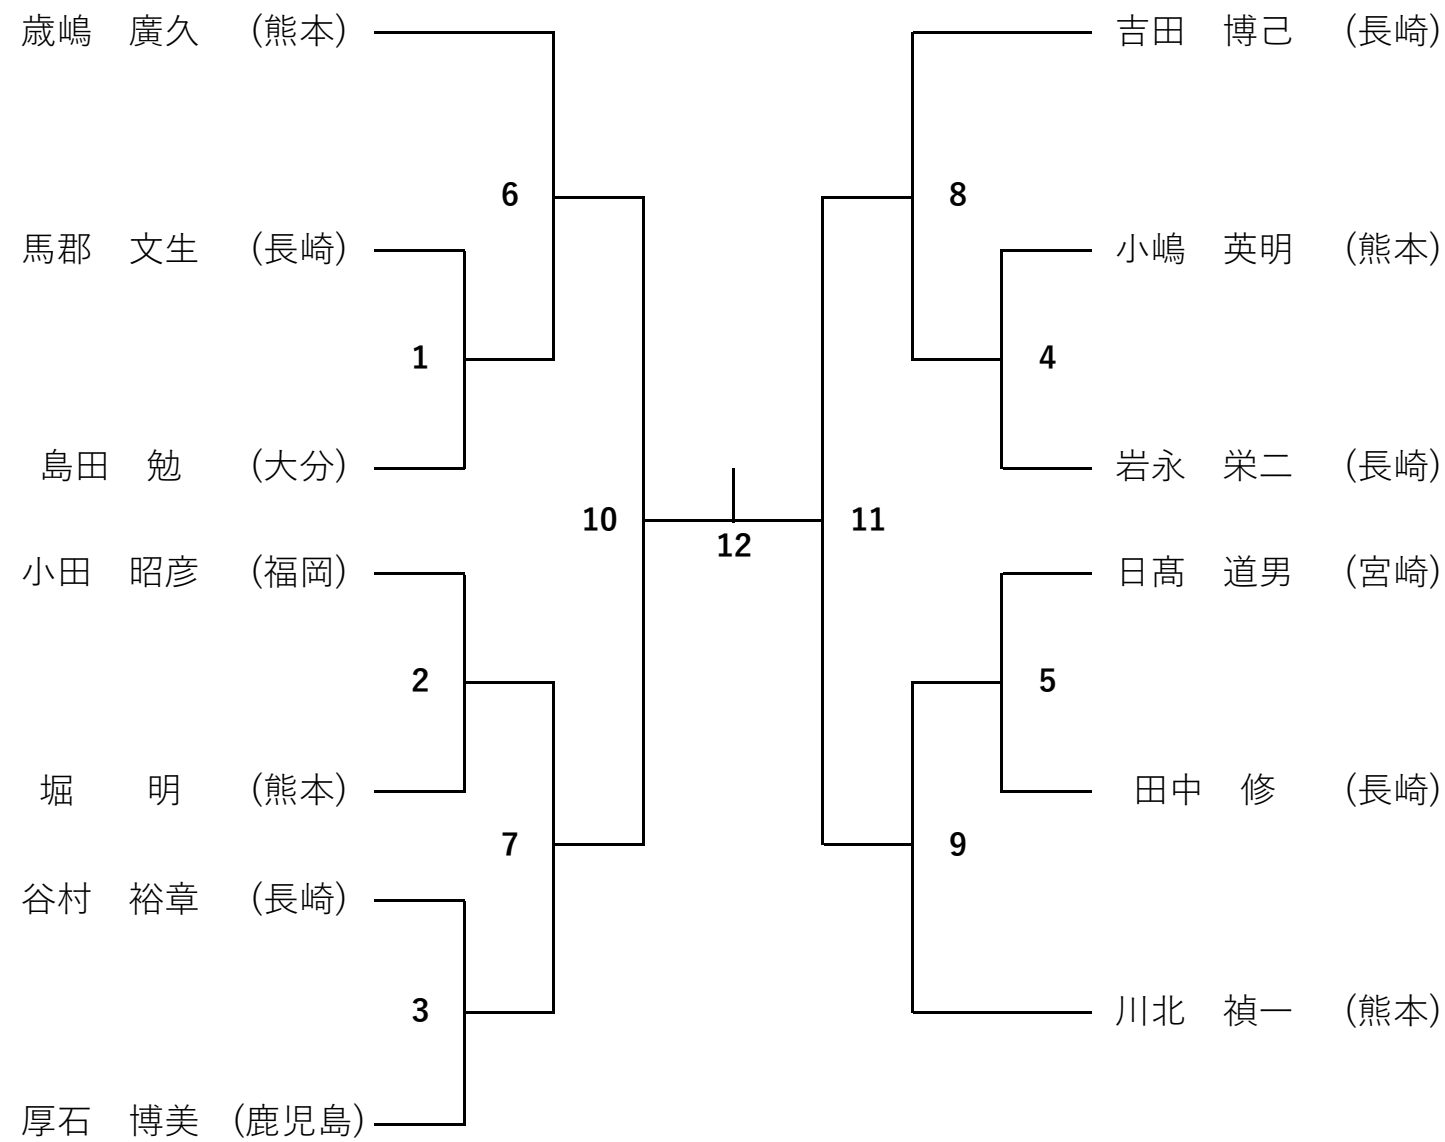 歳嶋　廣久　(熊本)
6
馬郡　文生　(長崎)
1
島田　勉　(大分)
10
小田　昭彦　(福岡)
2
堀　　明　(熊本)
7
谷村　裕章　(長崎)
3
厚石　博美　(鹿児島)
12
吉田　博己　(長崎)
8
小嶋　英明　(熊本)
4
岩永　栄二　(長崎)
11
日髙　道男　(宮崎)
5
田中　修　(長崎)
9
川北　禎一　(熊本)